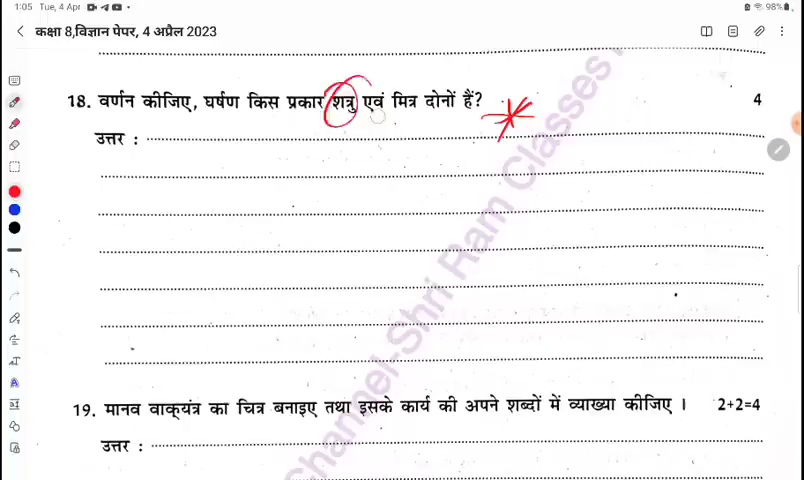 1:05 Tue, 4 Apr
98%
कक्षा 8,विज्ञान पेपर, 4 अप्रैल 2023
18. वर्णन कीजिए, घर्षण किस प्रकार शत्रु एवं मित्र दोनों हैं? 4
उत्तर :
Channel-Shri Ram Classes
19. मानव वाक्‌यंत्र का चित्र बनाइए तथा इसके कार्य की अपने शब्दों में व्याख्या कीजिए । 2+2=4
उत्तर :